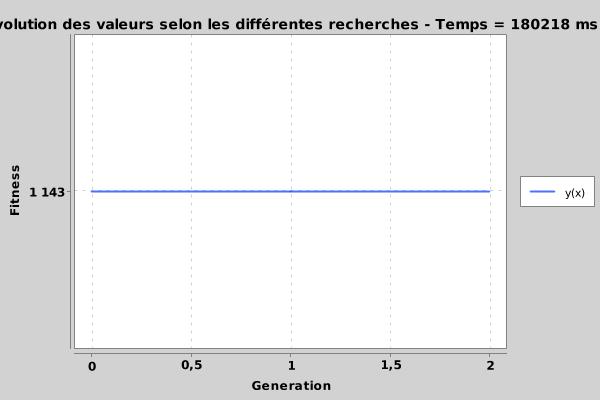 volution des valeurs selon les différentes recherches - Temps = 180218 ms
Fitness
1 143
y(x)
0
0,5
1
1,5
2
Generation